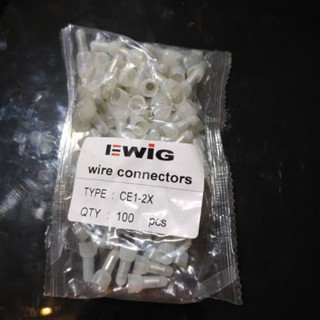 EWIG
wire connectors
TYPE : CE1-2X
QTY : 100 pcs